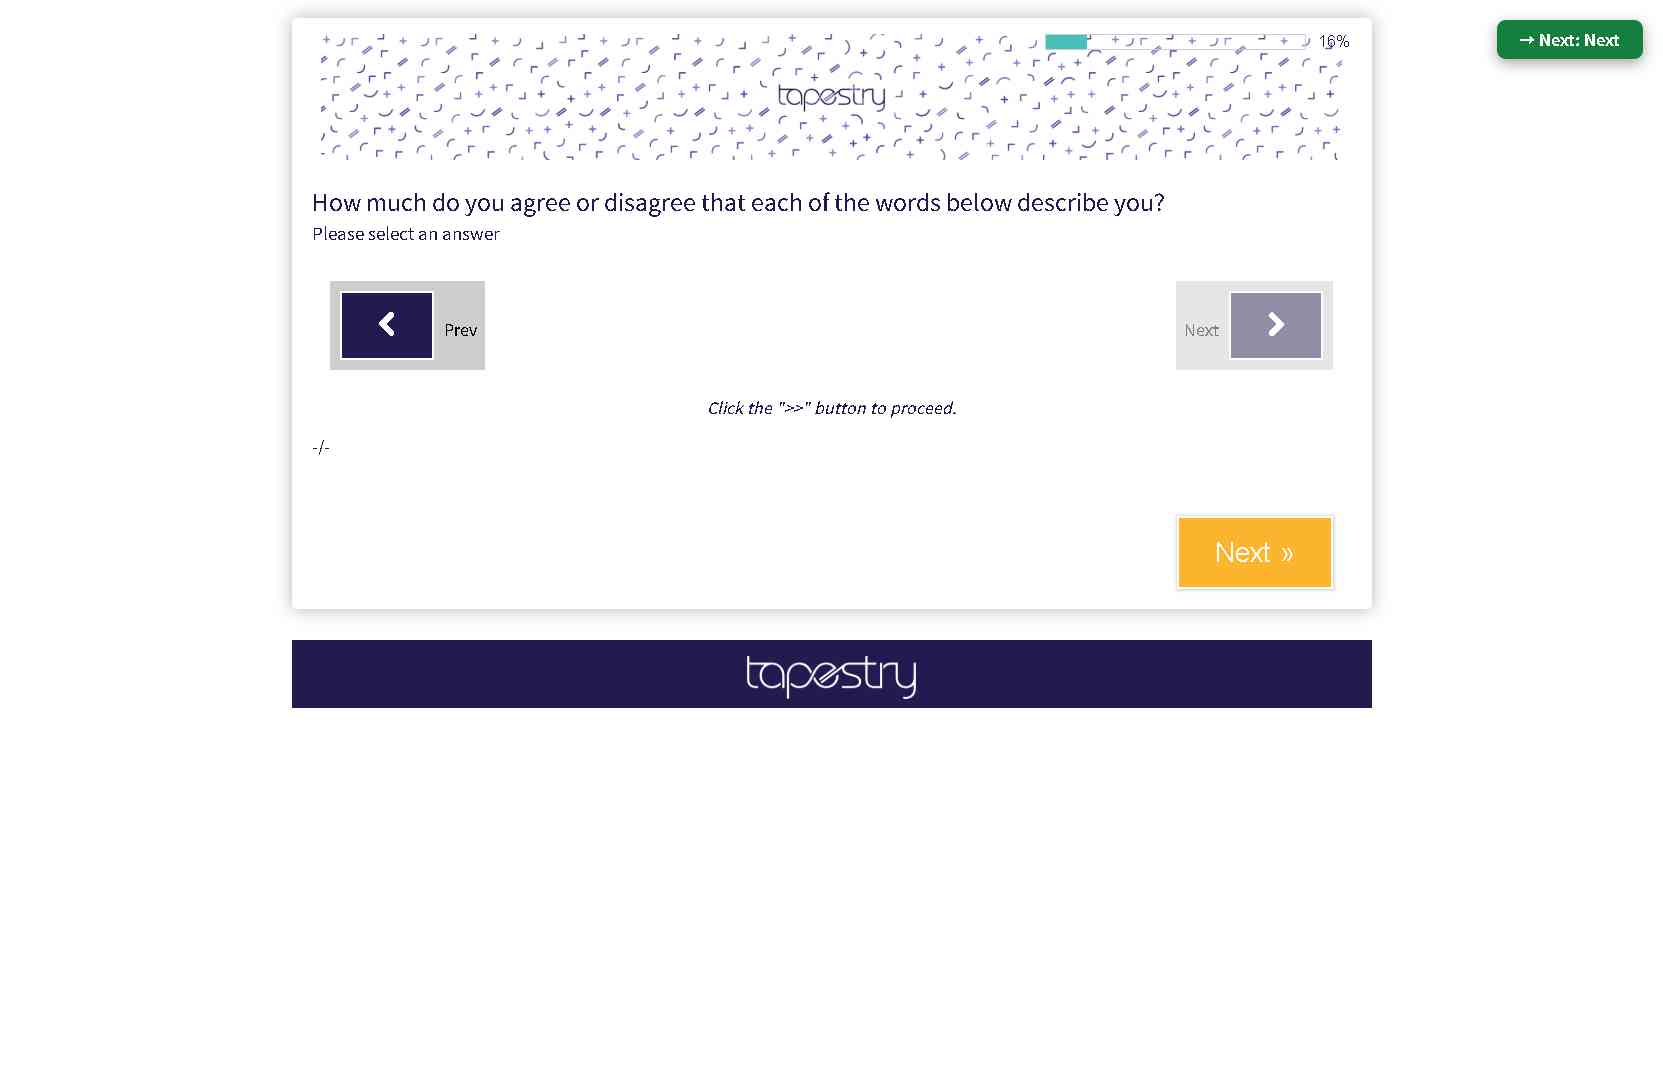 16%
→ Next: Next
tapestry
How much do you agree or disagree that each of the words below describe you?
Please select an answer
Prev
Next
Click the ">>" button to proceed.
-/-
Next »
tapestry